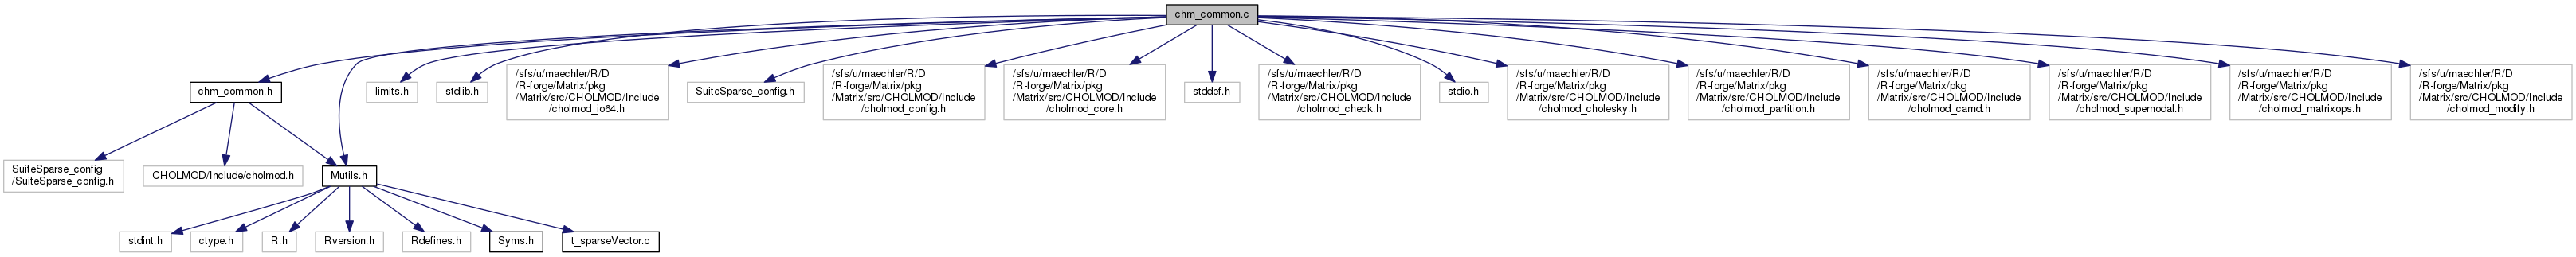 chm_common.c
chm_common.h
limits.h
stdlib.h
/sfs/u/maechler/R/D
/R-forge/Matrix/pkg
/Matrix/src/CHOLMOD/Include
/cholmod_io64.h
SuiteSparse_config.h
/sfs/u/maechler/R/D
/R-forge/Matrix/pkg
/Matrix/src/CHOLMOD/Include
/cholmod_config.h
/sfs/u/maechler/R/D
/R-forge/Matrix/pkg
/Matrix/src/CHOLMOD/Include
/cholmod_core.h
stddef.h
/sfs/u/maechler/R/D
/R-forge/Matrix/pkg
/Matrix/src/CHOLMOD/Include
/cholmod_check.h
stdio.h
/sfs/u/maechler/R/D
/R-forge/Matrix/pkg
/Matrix/src/CHOLMOD/Include
/cholmod_cholesky.h
/sfs/u/maechler/R/D
/R-forge/Matrix/pkg
/Matrix/src/CHOLMOD/Include
/cholmod_partition.h
/sfs/u/maechler/R/D
/R-forge/Matrix/pkg
/Matrix/src/CHOLMOD/Include
/cholmod_camd.h
/sfs/u/maechler/R/D
/R-forge/Matrix/pkg
/Matrix/src/CHOLMOD/Include
/cholmod_supernodal.h
/sfs/u/maechler/R/D
/R-forge/Matrix/pkg
/Matrix/src/CHOLMOD/Include
/cholmod_matrixops.h
/sfs/u/maechler/R/D
/R-forge/Matrix/pkg
/Matrix/src/CHOLMOD/Include
/cholmod_modify.h
SuiteSparse_config
/SuiteSparse_config.h
CHOLMOD/Include/cholmod.h
Mutils.h
stdint.h
ctype.h
R.h
Rversion.h
Rdefines.h
Syms.h
t_sparseVector.c